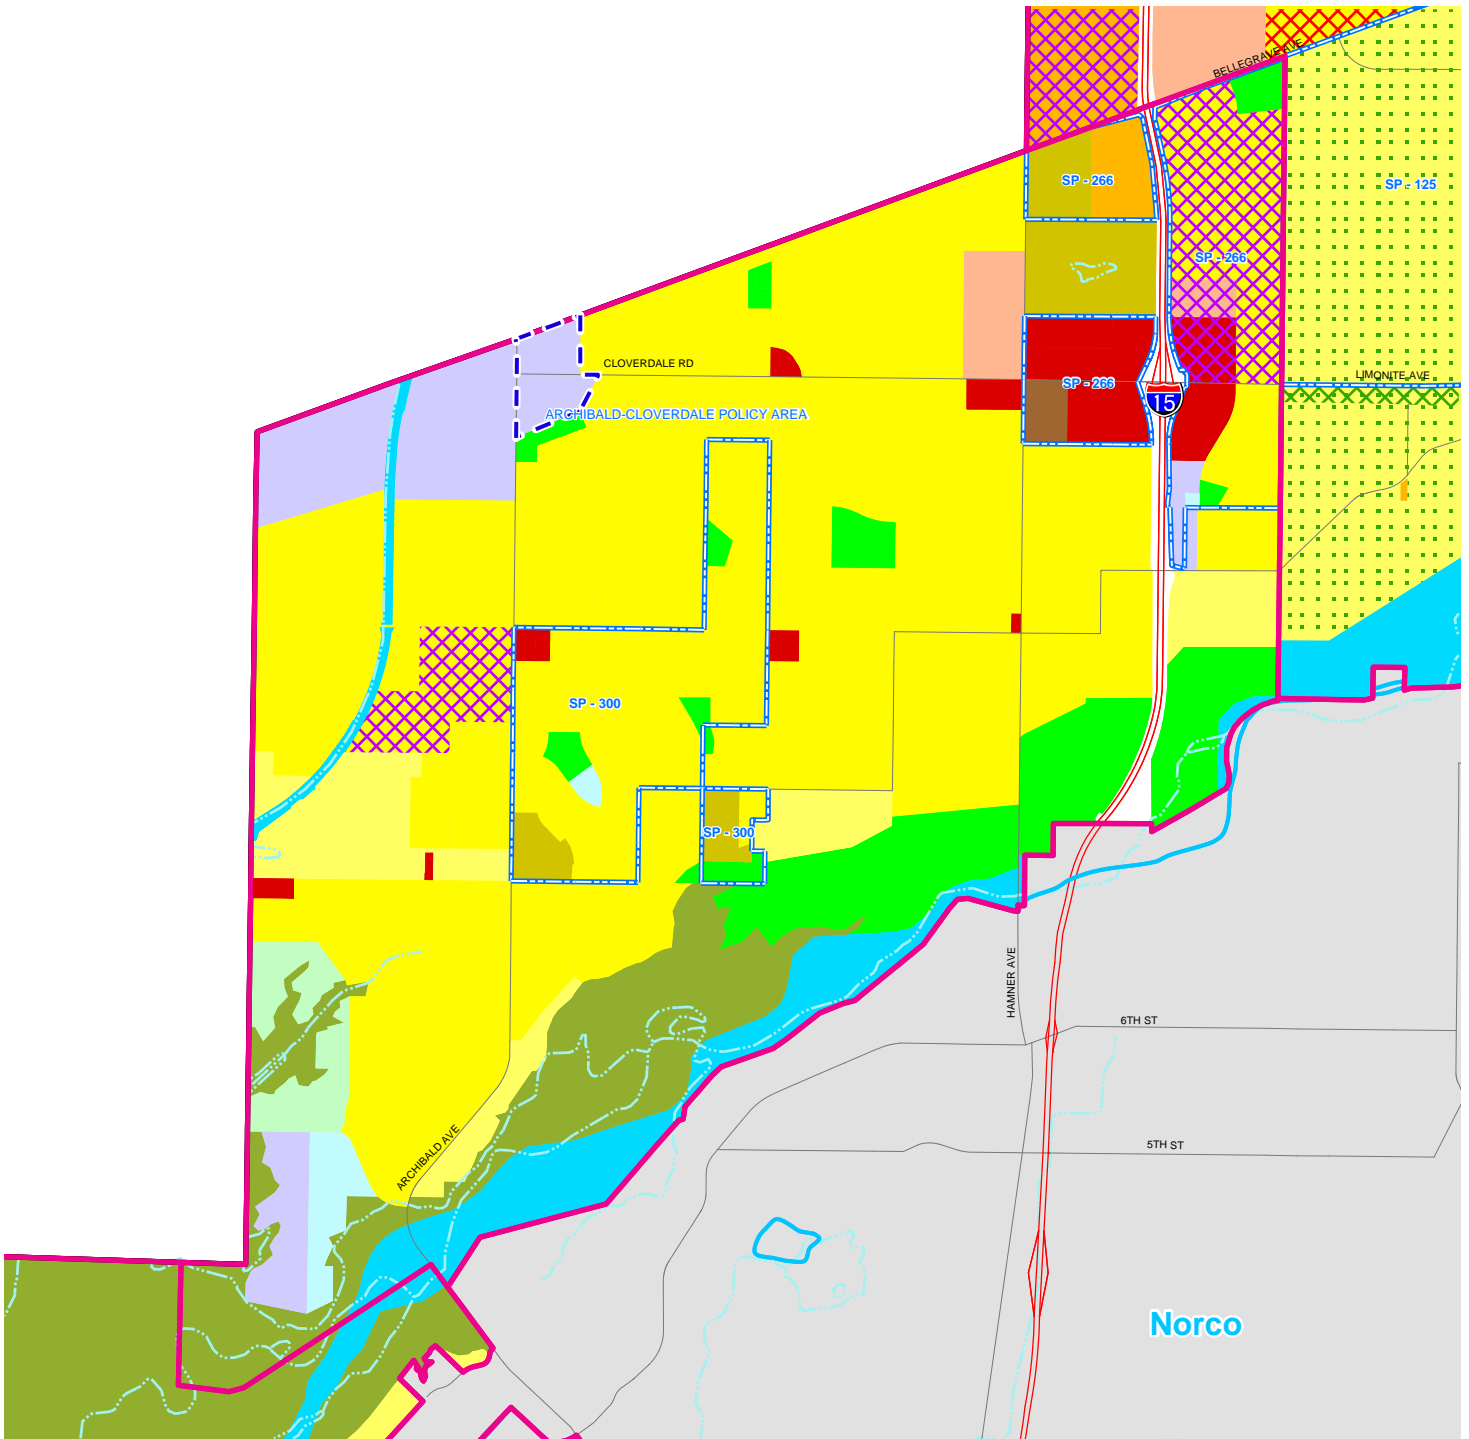 BELLEGRAVE AVE
SP - 266
SP - 125
SP - 266
CLOVERDALE RD
LIMONITE AVE
SP - 266
15
ARCHIBALD-CLOVERDALE POLICY AREA
SP - 300
SP - 300
HAMNER AVE
6TH ST
5TH ST
ARCHIBALD AVE
Norco